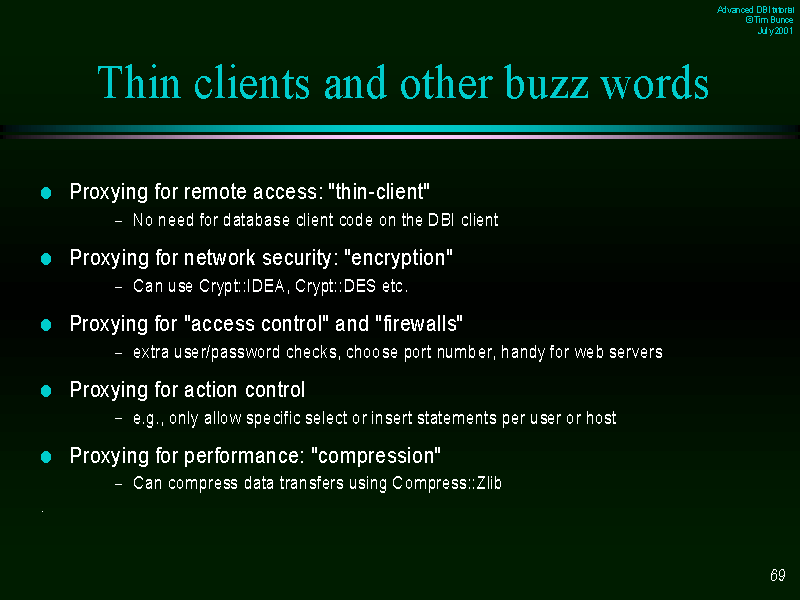 Advanced DBI tutorial
© Tim Bunce
July 2001
Thin clients and other buzz words
Proxying for remote access: "thin-client"
– No need for database client code on the DBI client
Proxying for network security: "encryption"
– Can use Crypt::IDEA, Crypt::DES etc.
Proxying for "access control" and "firewalls"
– extra user/password checks, choose port number, handy for web servers
Proxying for action control
– e.g., only allow specific select or insert statements per user or host
Proxying for performance: "compression"
– Can compress data transfers using Compress::Zlib
.
69